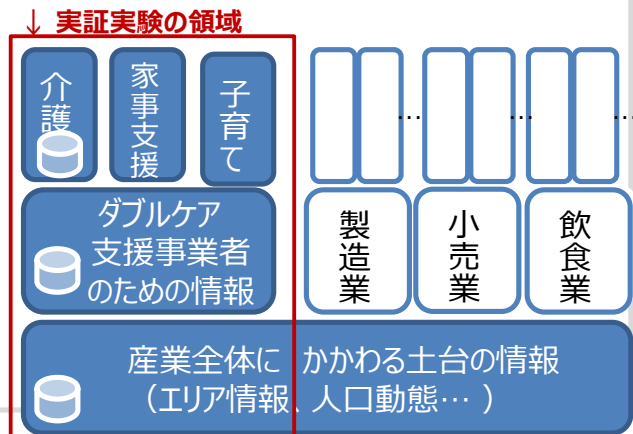 ↓ 実証実験の領域
介護
家事支援
子育て
… … …
ダブルケア
支援事業者
のための情報
製造業
小売業
飲食業
産業全体に かかわる土台の情報
（エリア情報、人口動態… ）